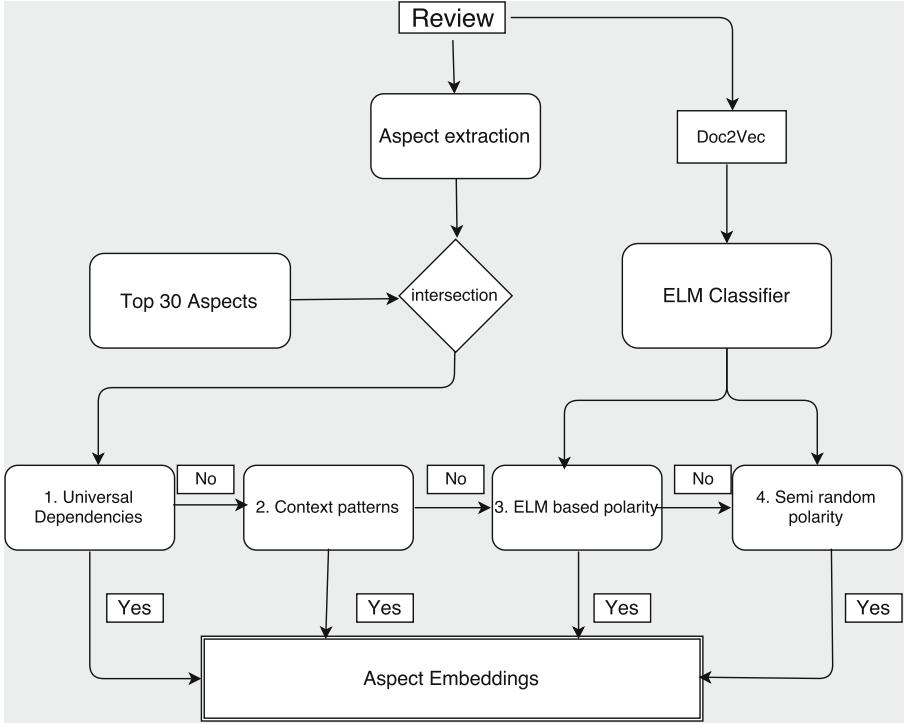 Review
Aspect extraction
Doc2Vec
Top 30 Aspects
intersection
ELM Classifier
1. Universal
Dependencies
No
2. Context patterns
No
3. ELM based polarity
No
4. Semi random
polarity
Yes
Yes
Yes
Yes
Aspect Embeddings